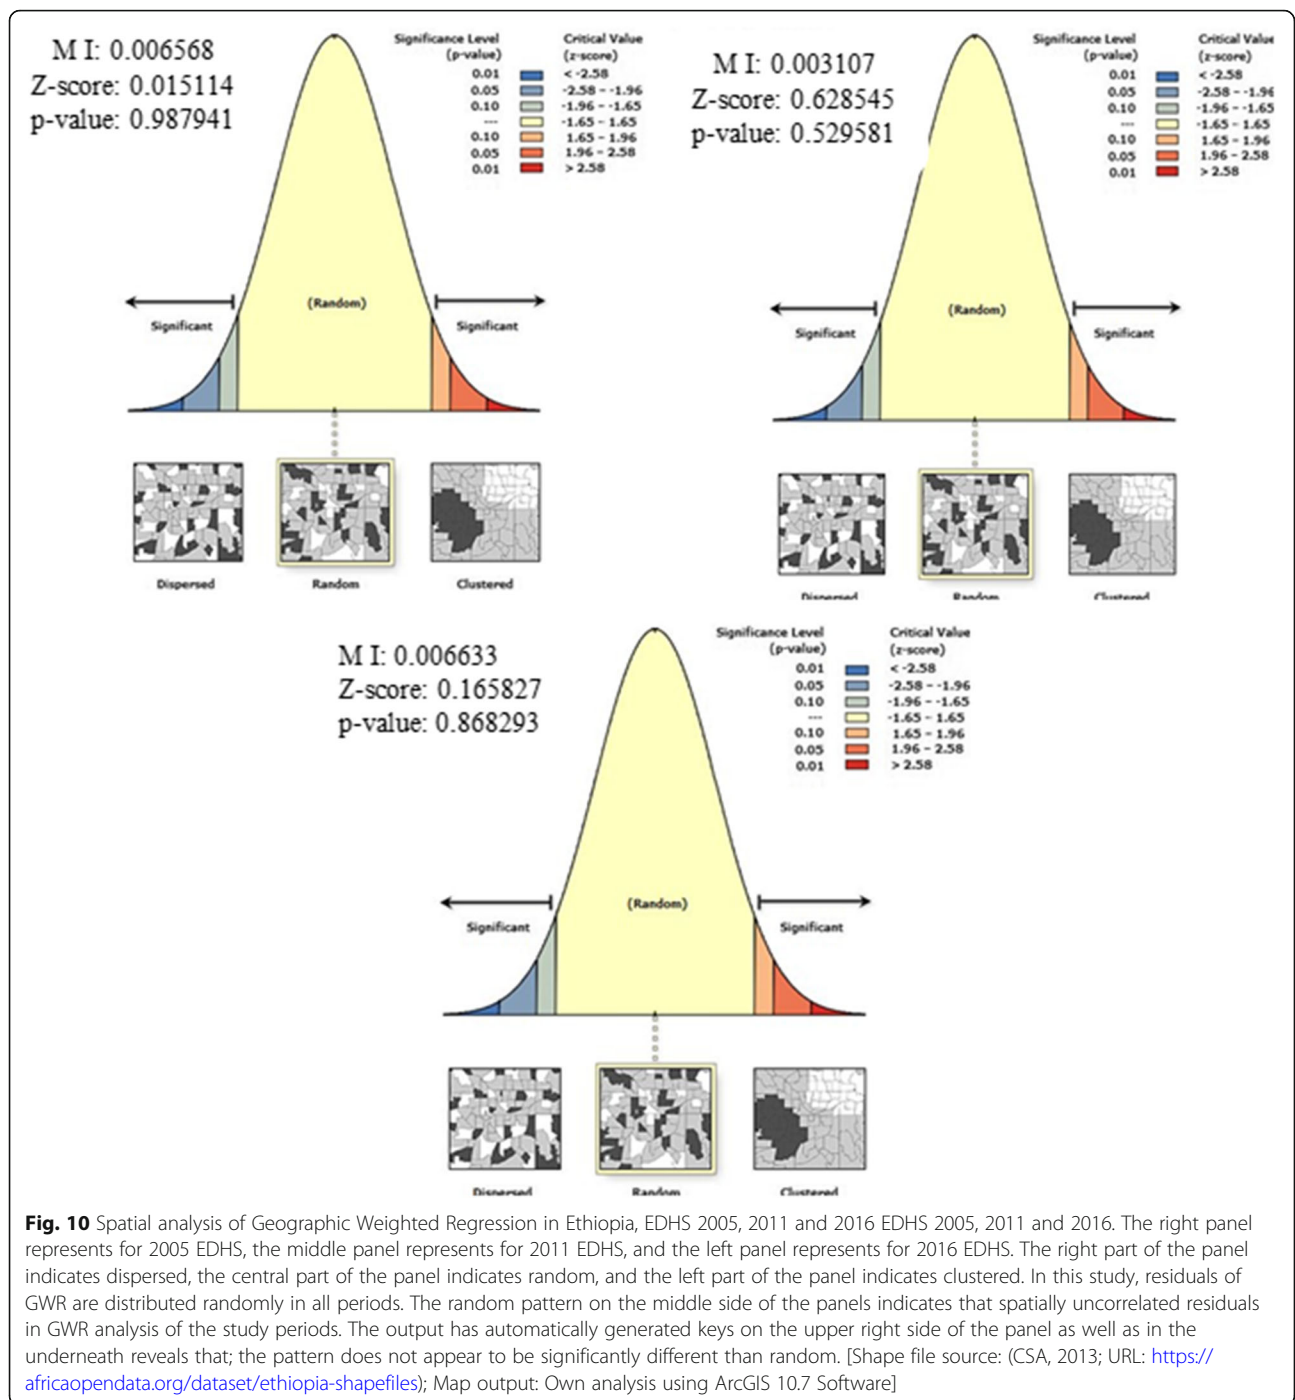 M I: 0.006568
Z-score: 0.015114
p-value: 0.987941
Significance Level
(p-value)
Critical Value
(z-score)
0.01 < -2.58
0.05 -2.58 – -1.96
0.10 -1.96 – -1.65
--- -1.65 – 1.65
0.10 1.65 – 1.96
0.05 1.96 – 2.58
0.01 > 2.58
Significant
(Random)
Significant
Dispersed
Random
Clustered
M I: 0.003107
Z-score: 0.628545
p-value: 0.529581
Significance Level
(p-value)
Critical Value
(z-score)
0.01 < -2.58
0.05 -2.58 – -1.96
0.10 -1.96 – -1.65
--- -1.65 – 1.65
0.10 1.65 – 1.96
0.05 1.96 – 2.58
0.01 > 2.58
Significant
(Random)
Significant
Dispersed
Random
Clustered
M I: 0.006633
Z-score: 0.165827
p-value: 0.868293
Significance Level
(p-value)
Critical Value
(z-score)
0.01 < -2.58
0.05 -2.58 – -1.96
0.10 -1.96 – -1.65
--- -1.65 – 1.65
0.10 1.65 – 1.96
0.05 1.96 – 2.58
0.01 > 2.58
Significant
(Random)
Significant
Dispersed
Random
Clustered
Fig. 10 Spatial analysis of Geographic Weighted Regression in Ethiopia, EDHS 2005, 2011 and 2016 EDHS 2005, 2011 and 2016. The right panel
represents for 2005 EDHS, the middle panel represents for 2011 EDHS, and the left panel represents for 2016 EDHS. The right part of the panel
indicates dispersed, the central part of the panel indicates random, and the left part of the panel indicates clustered. In this study, residuals of
GWR are distributed randomly in all periods. The random pattern on the middle side of the panels indicates that spatially uncorrelated residuals
in GWR analysis of the study periods. The output has automatically generated keys on the upper right side of the panel as well as in the
underneath reveals that; the pattern does not appear to be significantly different than random. [Shape file source: (CSA, 2013; URL: https://
africaopendata.org/dataset/ethiopia-shapefiles); Map output: Own analysis using ArcGIS 10.7 Software]